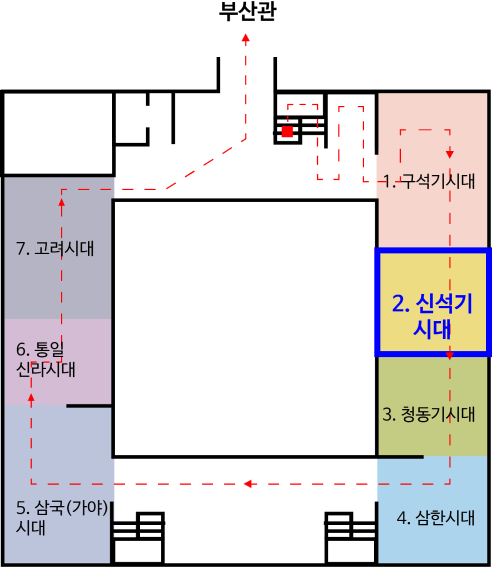 부산관
1. 구석기시대
2. 신석기
시대
3. 청동기시대
4. 삼한시대
5. 삼국(가야)
시대
6. 통일
신라시대
7. 고려시대